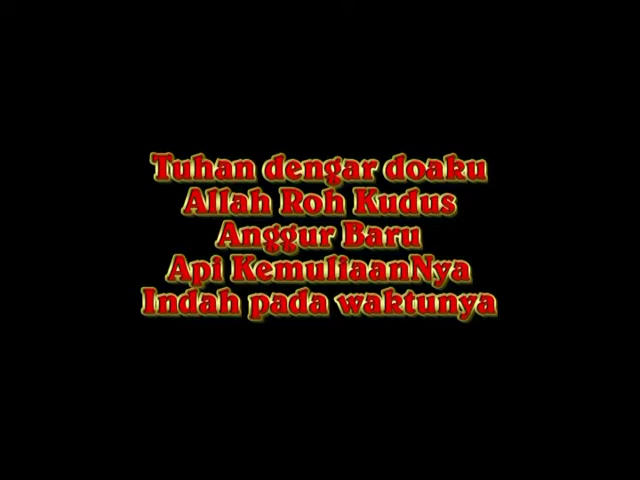 Tuhan dengar doaku
Allah Roh Kudus
Anggur Baru
Api KemuliaanNya
Indah pada waktunya